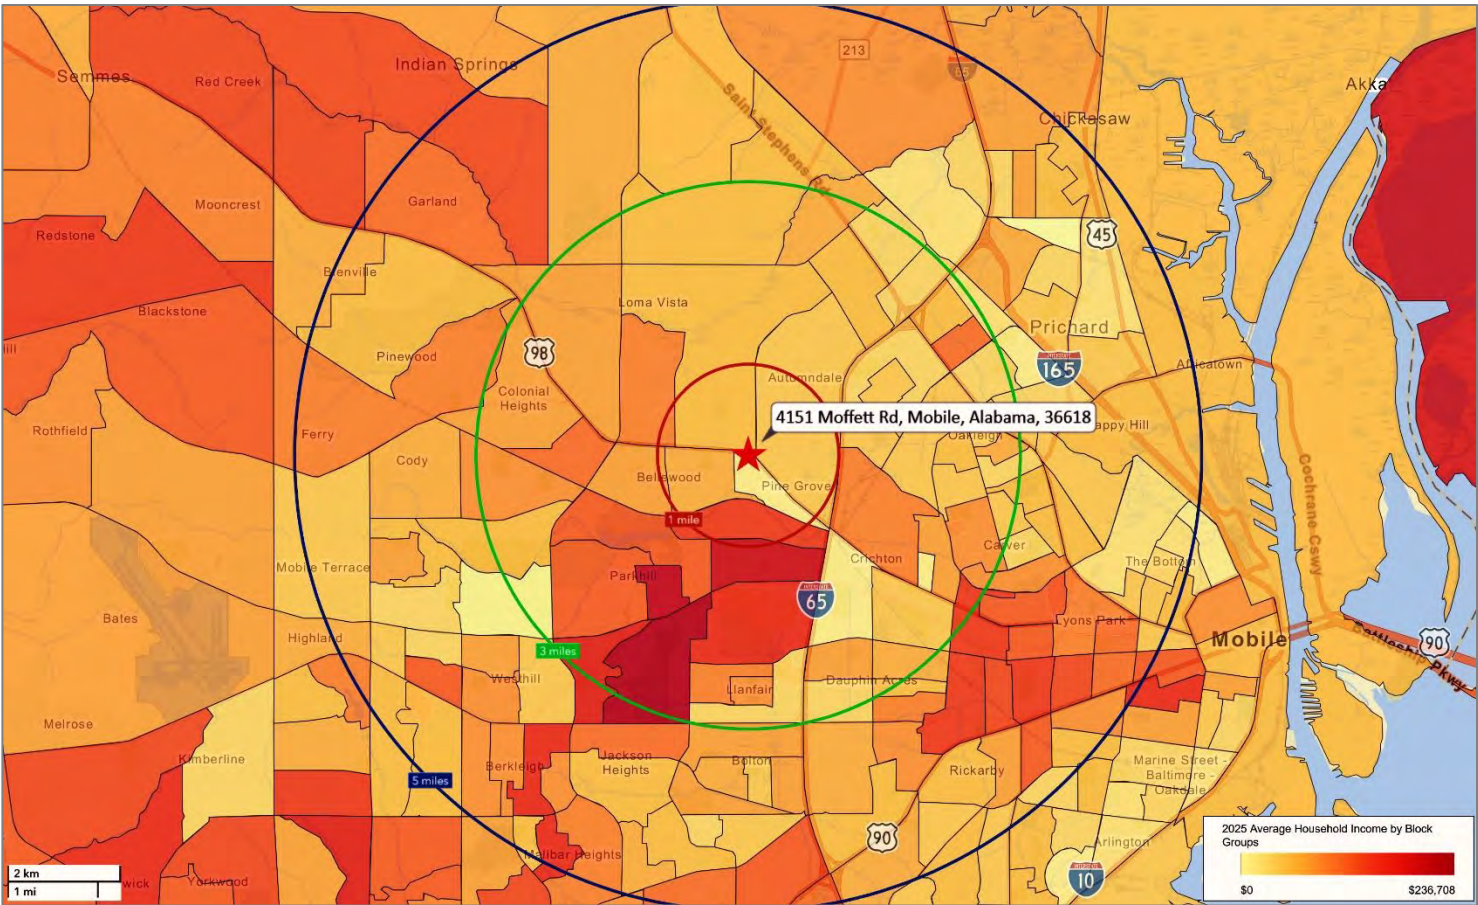 213
65
Semmes
Red Creek
Indian Springs
Akka
Saint Stephens Rd
Chickasaw
Mooncrest
Garland
Redstone
45
Bienville
Loma Vista
Blackstone
Prichard
ill
98
Pinewood
165
Africatown
Automndale
Colonial
Heights
4151 Moffett Rd, Mobile, Alabama, 36618
appy Hill
Rothfield
Ferry
Oakleigh
Cody
Bellewood
Pine Grove
Cochrane Cswy
1 mile
Carver
Crichton
Mobile Terrace
Parkhill
The Bottom
65
Bates
Lyons Park
Highland
Mobile
90
Battleship Pkwy
3 miles
Westhill
Llanfair
Dauphin Acres
Melrose
Kimberline
Jackson
Heights
Bolton
Berkleigh
Rickarby
Marine Street -
Baltimore -
Oakdale
5 miles
90
Arlington
Malibar Heights
10
wick
Yorkwood
2 km
1 mi
2025 Average Household Income by Block
Groups
$0
$236,708